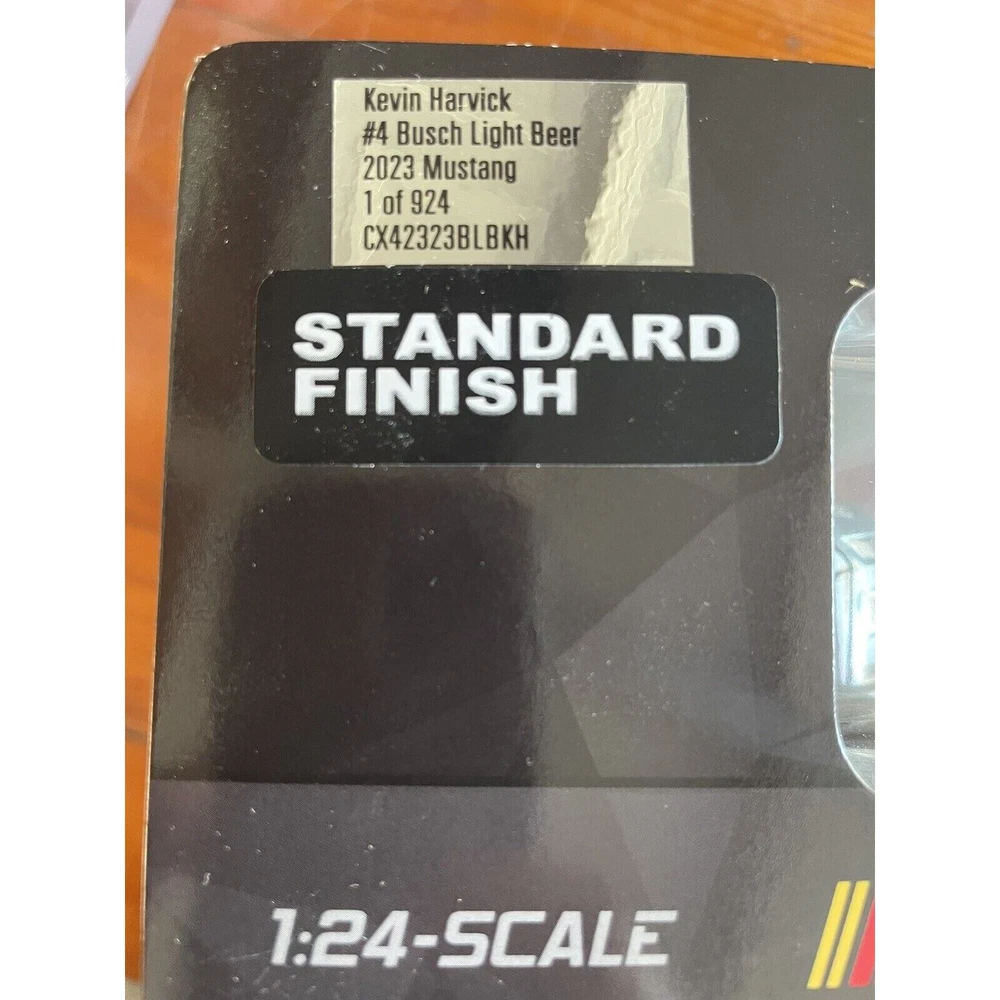 Kevin Harvick
#4 Busch Light Beer
2023 Mustang
1 of 924
CX42323BLBKH
STANDARD
FINISH
1:24-SCALE